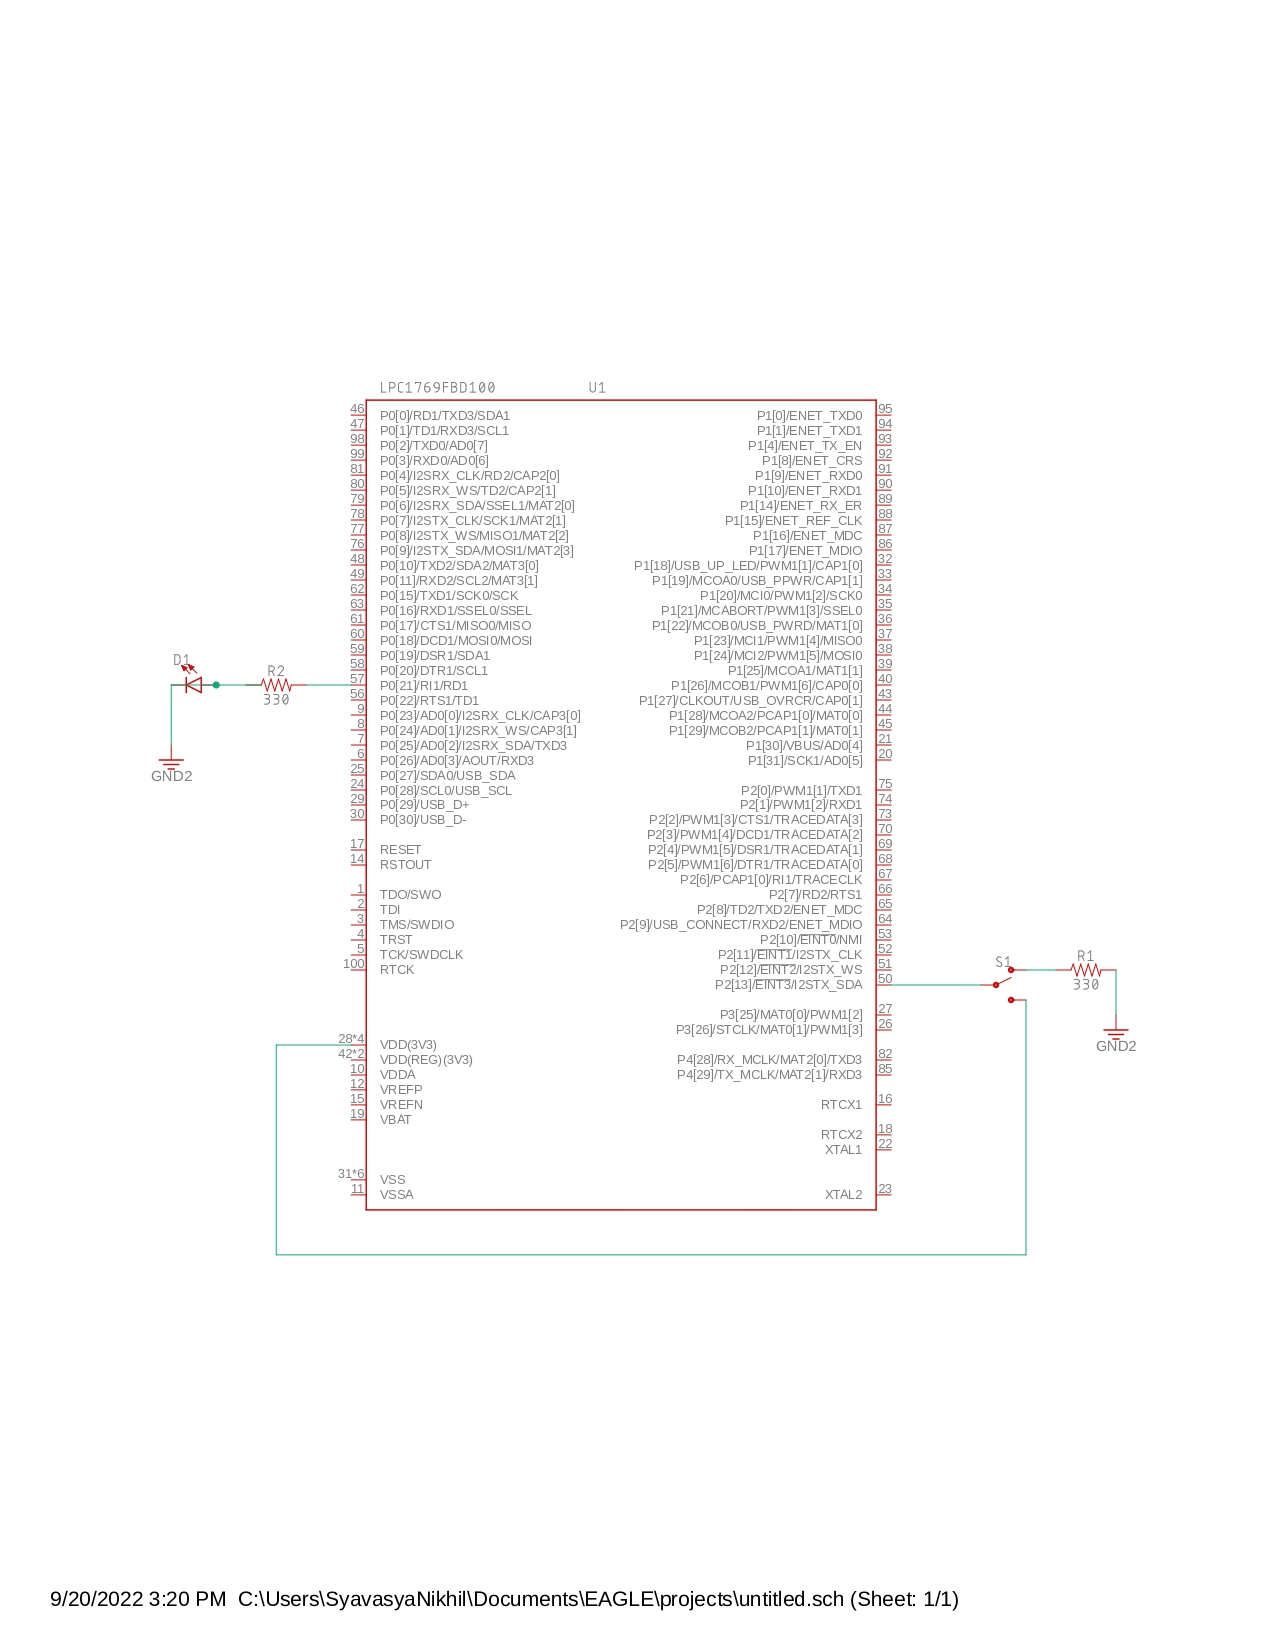 LPC1769FBD100 U1
46 P0[0]/RD1/TXD3/SDA1 P1[0]/ENET_TXD0 95
47 P0[1]/TD1/RXD3/SCL1 P1[1]/ENET_TXD1 94
98 P0[2]/TXD0/AD0[7] P1[4]/ENET_TX_EN 93
99 P0[3]/RXD0/AD0[6] P1[8]/ENET_CRS 92
81 P0[4]/I2SRX_CLK/RD2/CAP2[0] P1[9]/ENET_RXD0 91
80 P0[5]/I2SRX_WS/TD2/CAP2[1] P1[10]/ENET_RXD1 90
79 P0[6]/I2SRX_SDA/SSEL1/MAT2[0] P1[14]/ENET_RX_ER 89
78 P0[7]/I2STX_CLK/SCK1/MAT2[1] P1[15]/ENET_REF_CLK 88
77 P0[8]/I2STX_WS/MISO1/MAT2[2] P1[16]/ENET_MDC 87
76 P0[9]/I2STX_SDA/MOSI1/MAT2[3] P1[17]/ENET_MDIO 86
48 P0[10]/TXD2/SDA2/MAT3[0] P1[18]/USB_UP_LED/PWM1[1]/CAP1[0] 32
49 P0[11]/RXD2/SCL2/MAT3[1] P1[19]/MCOA0/USB_PPWR/CAP1[1] 33
62 P0[15]/TXD1/SCK0/SCK P1[20]/MCI0/PWM1[2]/SCK0 34
63 P0[16]/RXD1/SSEL0/SSEL P1[21]/MCABORT/PWM1[3]/SSEL0 35
61 P0[17]/CTS1/MISO0/MISO P1[22]/MCOB0/USB_PWRD/MAT1[0] 36
60 P0[18]/DCD1/MOSI0/MOSI P1[23]/MCI1/PWM1[4]/MISO0 37
59 P0[19]/DSR1/SDA1 P1[24]/MCI2/PWM1[5]/MOSI0 38
D1 R2 58 P0[20]/DTR1/SCL1 P1[25]/MCOA1/MAT1[1] 39
57 P0[21]/RI1/RD1 P1[26]/MCOB1/PWM1[6]/CAP0[0] 40
330 56 P0[22]/RTS1/TD1 P1[27]/CLKOUT/USB_OVRCR/CAP0[1] 43
9 P0[23]/AD0[0]/I2SRX_CLK/CAP3[0] P1[28]/MCOA2/PCAP1[0]/MAT0[0] 44
8 P0[24]/AD0[1]/I2SRX_WS/CAP3[1] P1[29]/MCOB2/PCAP1[1]/MAT0[1] 45
7 P0[25]/AD0[2]/I2SRX_SDA/TXD3 P1[30]/VBUS/AD0[4] 21
6 P0[26]/AD0[3]/AOUT/RXD3 P1[31]/SCK1/AD0[5] 20
GND2 25 P0[27]/SDA0/USB_SDA
24 P0[28]/SCL0/USB_SCL P2[0]/PWM1[1]/TXD1 75
29 P0[29]/USB_D+ P2[1]/PWM1[2]/RXD1 74
30 P0[30]/USB_D- P2[2]/PWM1[3]/CTS1/TRACEDATA[3] 73
P2[3]/PWM1[4]/DCD1/TRACEDATA[2] 70
17 RESET P2[4]/PWM1[5]/DSR1/TRACEDATA[1] 69
14 RSTOUT P2[5]/PWM1[6]/DTR1/TRACEDATA[0] 68
P2[6]/PCAP1[0]/RI1/TRACECLK 67
1 TDO/SWO P2[7]/RD2/RTS1 66
2 TDI P2[8]/TD2/TXD2/ENET_MDC 65
3 TMS/SWDIO P2[9]/USB_CONNECT/RXD2/ENET_MDIO 64
4 TRST P2[10]/EINT0/NMI 53
5 TCK/SWDCLK P2[11]/EINT1/I2STX_CLK 52 S1 R1
100 RTCK P2[12]/EINT2/I2STX_WS 51
P2[13]/EINT3/I2STX_SDA 50 330
P3[25]/MAT0[0]/PWM1[2] 27
P3[26]/STCLK/MAT0[1]/PWM1[3] 26
28*4 VDD(3V3) GND2
42*2 VDD(REG)(3V3) P4[28]/RX_MCLK/MAT2[0]/TXD3 82
10 VDDA P4[29]/TX_MCLK/MAT2[1]/RXD3 85
12 VREFP
15 VREFN RTCX1 16
19 VBAT
RTCX2 18
XTAL1 22
31*6 VSS
11 VSSA XTAL2 23
9/20/2022 3:20 PM C:\Users\SyavasyaNikhil\Documents\EAGLE\projects\untitled.sch (Sheet: 1/1)